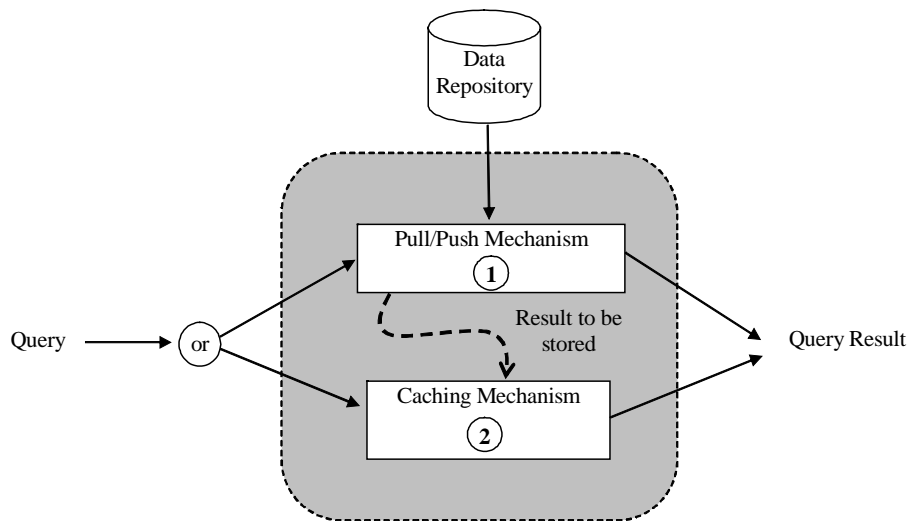 Data
Repository
Pull/Push Mechanism
1
Result to be
stored
Query
or
Query Result
Caching Mechanism
2